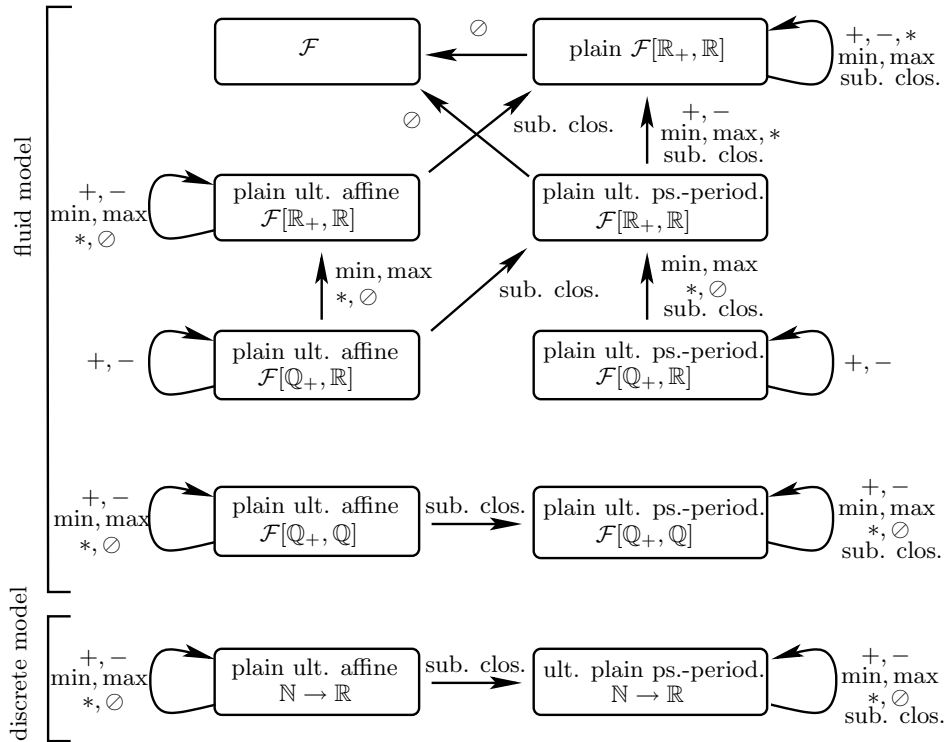 fluid model
discrete model
ℱ
⊘
plain ℱ[ℝ₊, ℝ]
+, −, ∗
min, max
sub. clos.
⊘
sub. clos.
+, −
min, max, ∗
sub. clos.
+, −
min, max
∗, ⊘
plain ult. affine
ℱ[ℝ₊, ℝ]
plain ult. ps.-period.
ℱ[ℝ₊, ℝ]
min, max
∗, ⊘
sub. clos.
min, max
∗, ⊘
sub. clos.
+, −
plain ult. affine
ℱ[ℚ₊, ℝ]
plain ult. ps.-period.
ℱ[ℚ₊, ℝ]
+, −
+, −
min, max
∗, ⊘
plain ult. affine
ℱ[ℚ₊, ℚ]
sub. clos.
plain ult. ps.-period.
ℱ[ℚ₊, ℚ]
+, −
min, max
∗, ⊘
sub. clos.
+, −
min, max
∗, ⊘
plain ult. affine
ℕ → ℝ
sub. clos.
ult. plain ps.-period.
ℕ → ℝ
+, −
min, max
∗, ⊘
sub. clos.